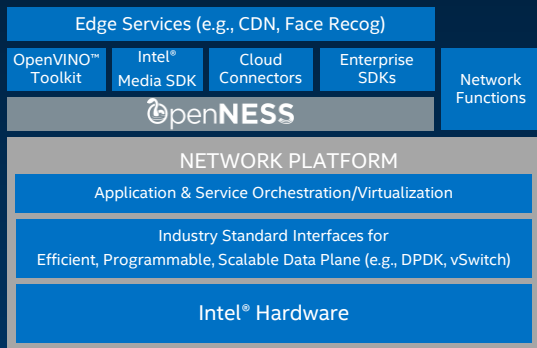 Edge Services (e.g., CDN, Face Recog)
OpenVINO™
Toolkit
Intel®
Media SDK
Cloud
Connectors
Enterprise
SDKs
Network
Functions
OpenNESS
NETWORK PLATFORM
Application & Service Orchestration/Virtualization
Industry Standard Interfaces for
Efficient, Programmable, Scalable Data Plane (e.g., DPDK, vSwitch)
Intel® Hardware